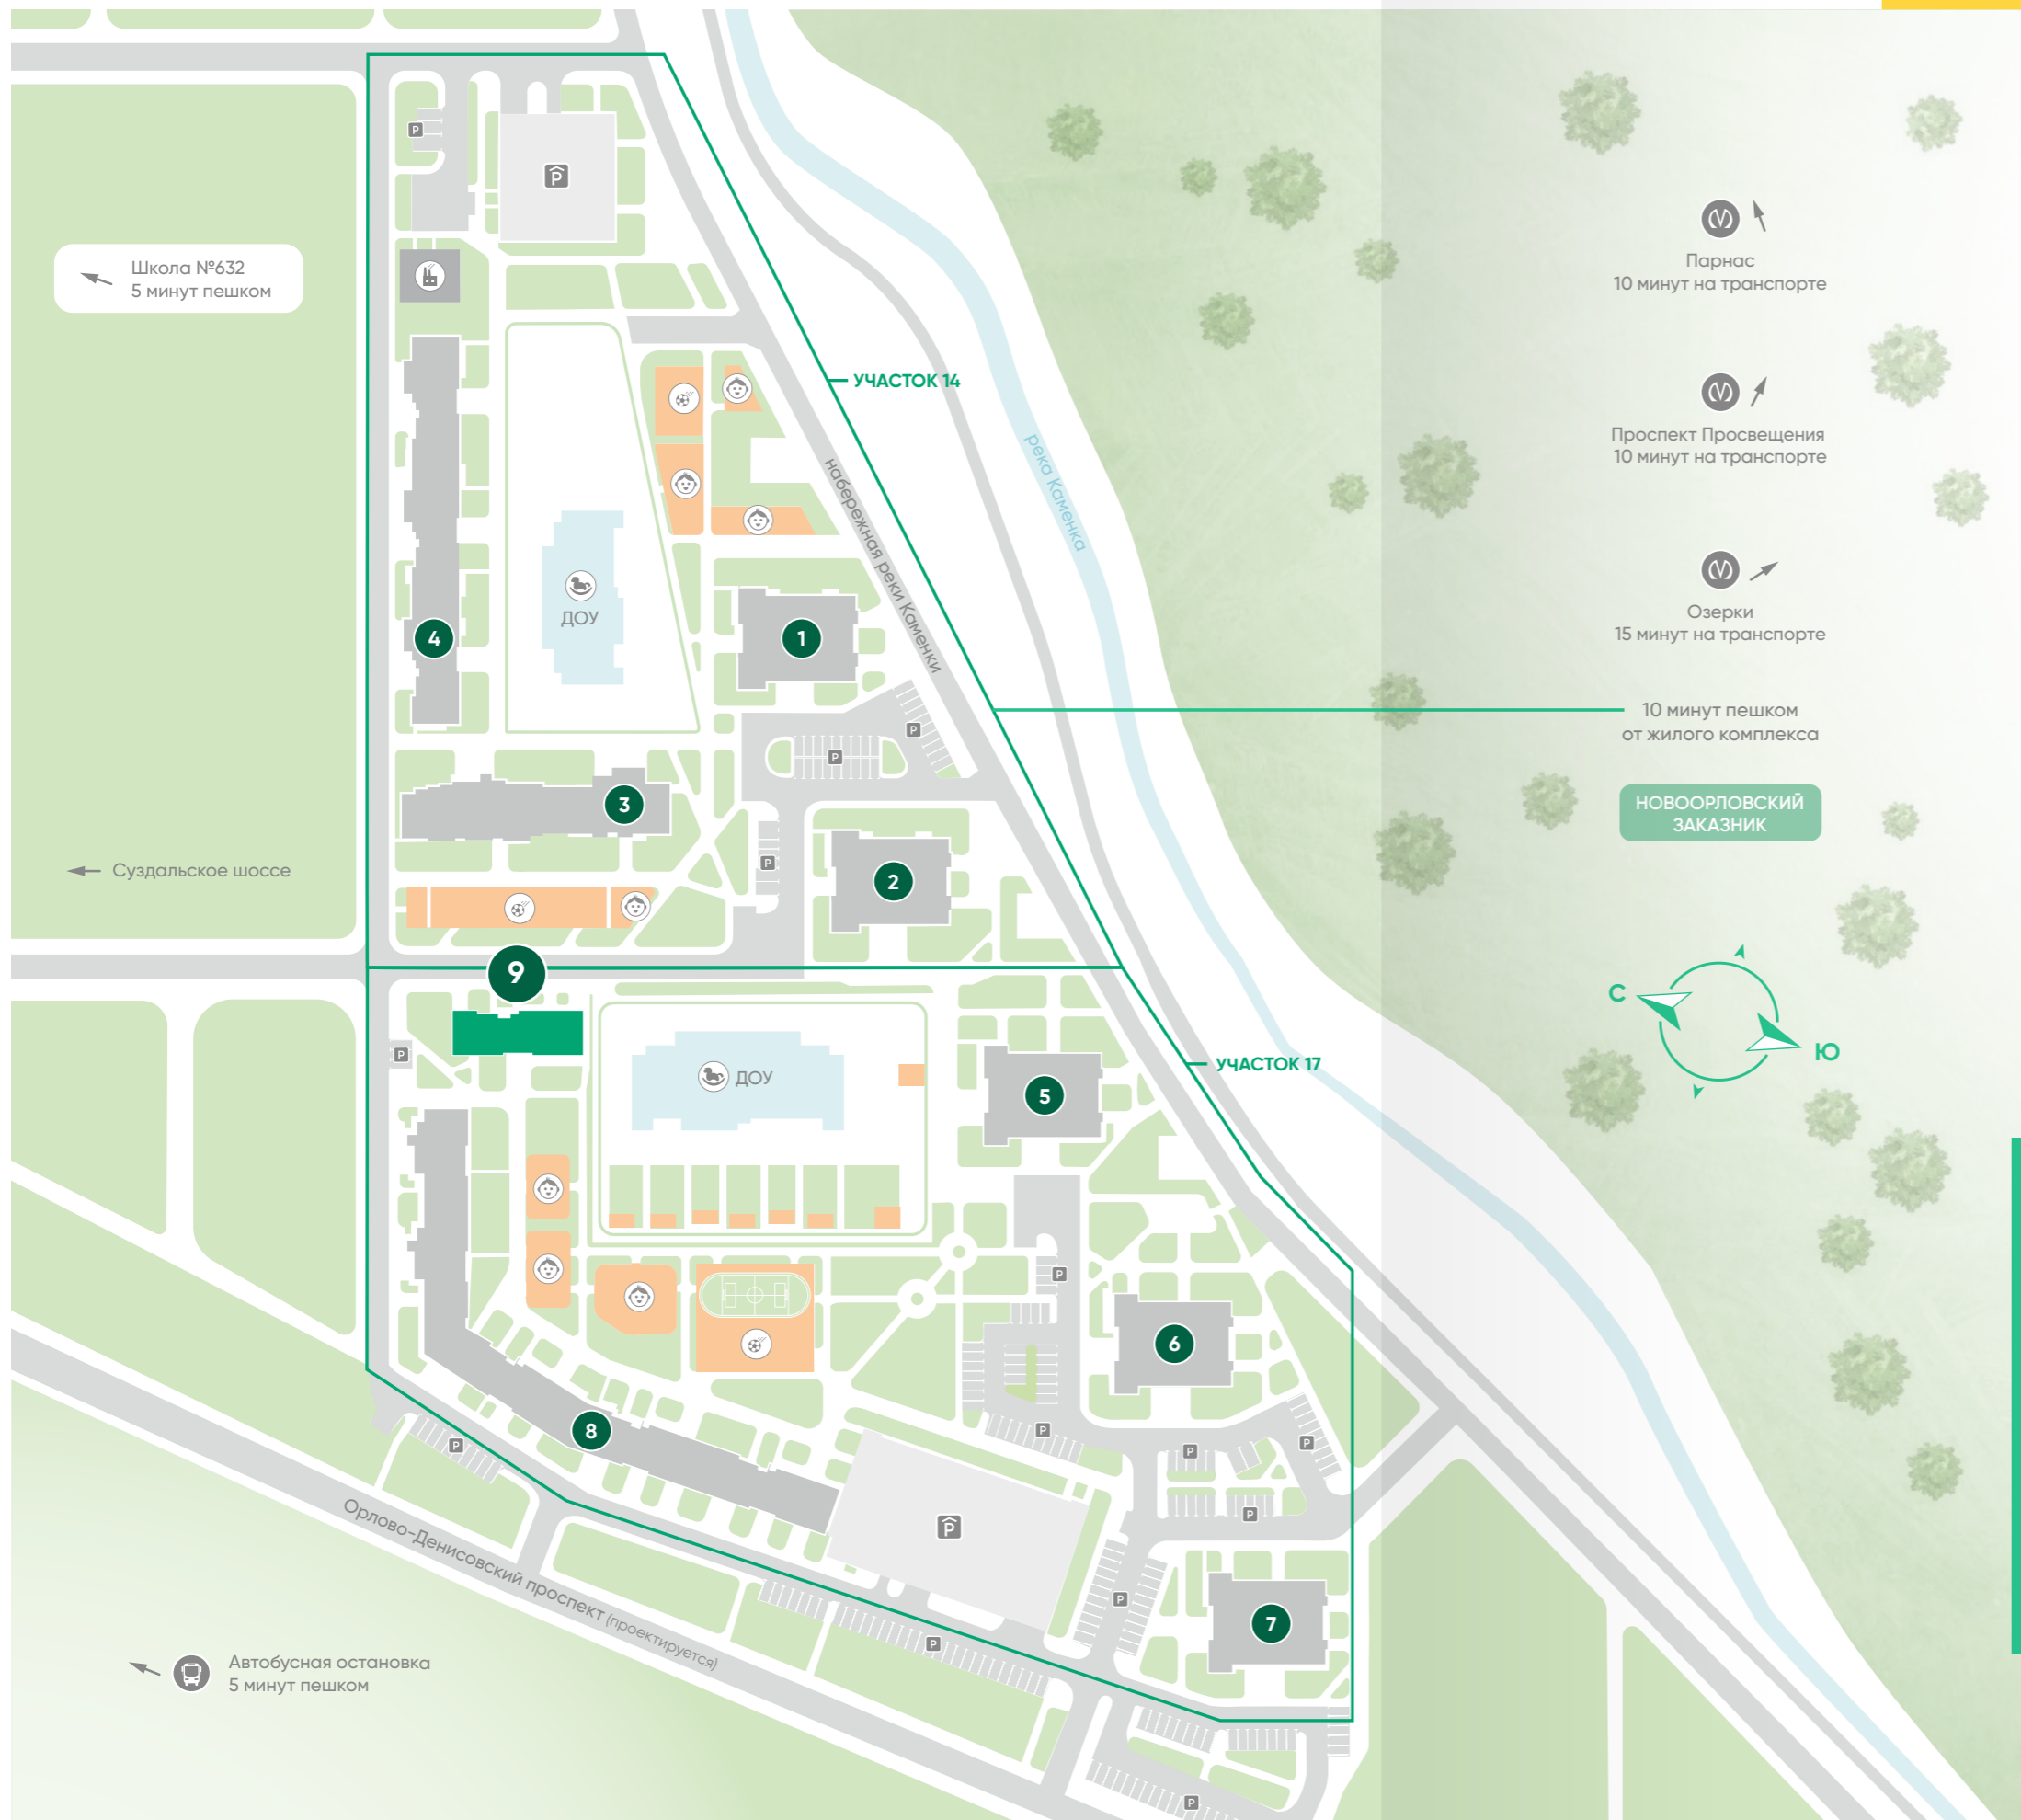 P
P
Школа №632
5 минут пешком
Парнас
10 минут на транспорте
УЧАСТОК 14
Проспект Просвещения
10 минут на транспорте
река Каменка
набережная реки Каменки
ДОУ
4
1
Озерки
15 минут на транспорте
10 минут пешком
от жилого комплекса
P
P
3
НОВООРЛОВСКИЙ
ЗАКАЗНИК
Суздальское шоссе
P
2
9
С
Ю
P
ДОУ
УЧАСТОК 17
5
P
6
8
P
P
P
P
P
P
P
Орлово-Денисовский проспект (проектируется)
P
7
P
Автобусная остановка
5 минут пешком
P